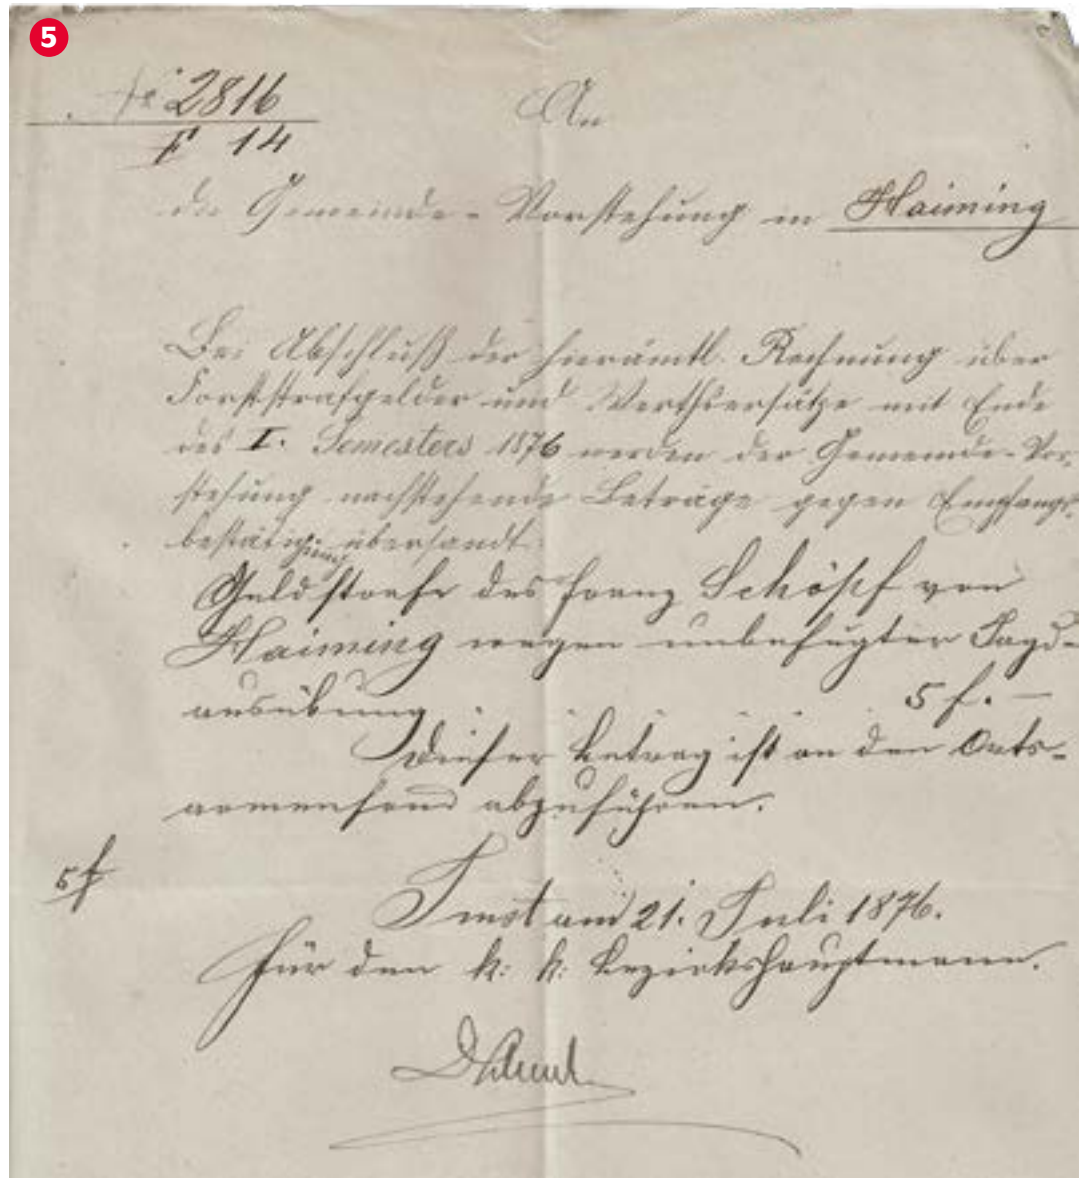 5
№ 2816
F 14
An
die Gemeinde-Vorstehung in Haiming
Bei Abschluß der hierämtl. Rechnung über
Forststrafgelder und Werthersätze mit Ende
des I. Semesters 1876 werden der Gemeinde-Vor-
stehung nachstehende Beträge gegen Empfangs-
bestätigung übersandt
Geldstrafe des Franz Schöpf von
Haiming wegen unbefugter Jagd-
ausübung 5 f. —
Dieser Betrag ist an den Orts-
armenfond abzuführen.
5 f
Imst am 21. Juli 1876.
Für den k: k: Bezirkshauptmann.